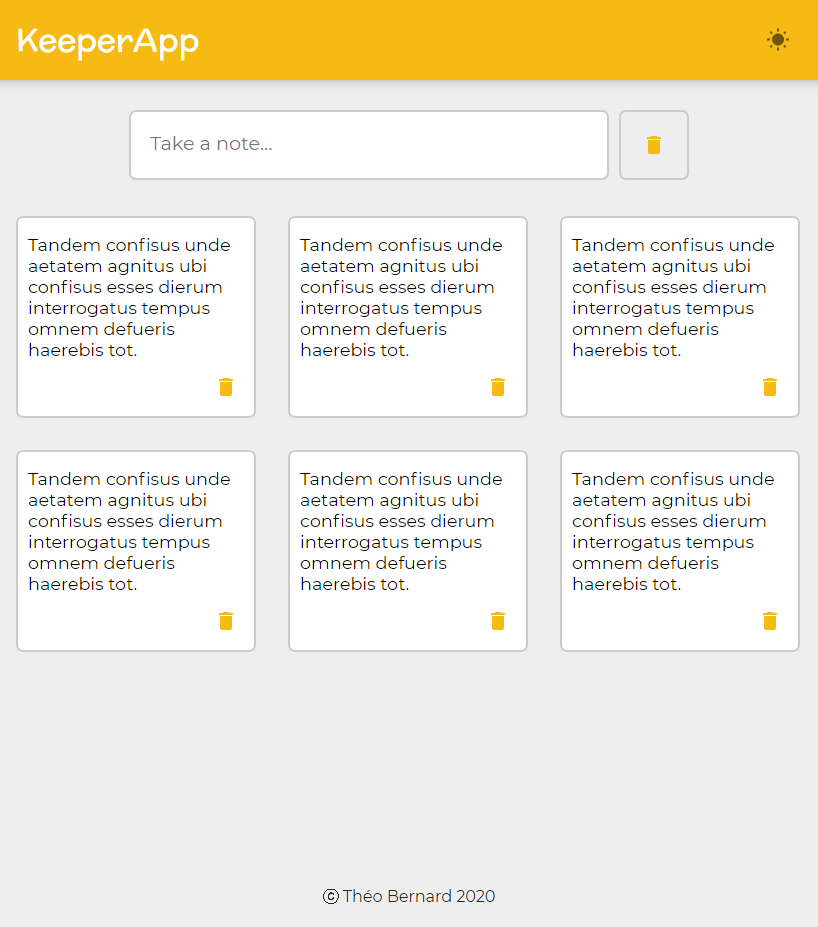 KeeperApp
Take a note...
Tandem confisus unde
aetatem agnitus ubi
confisus esses dierum
interrogatus tempus
omnem defueris
haerebis tot.
Tandem confisus unde
aetatem agnitus ubi
confisus esses dierum
interrogatus tempus
omnem defueris
haerebis tot.
Tandem confisus unde
aetatem agnitus ubi
confisus esses dierum
interrogatus tempus
omnem defueris
haerebis tot.
Tandem confisus unde
aetatem agnitus ubi
confisus esses dierum
interrogatus tempus
omnem defueris
haerebis tot.
Tandem confisus unde
aetatem agnitus ubi
confisus esses dierum
interrogatus tempus
omnem defueris
haerebis tot.
Tandem confisus unde
aetatem agnitus ubi
confisus esses dierum
interrogatus tempus
omnem defueris
haerebis tot.
© Théo Bernard 2020